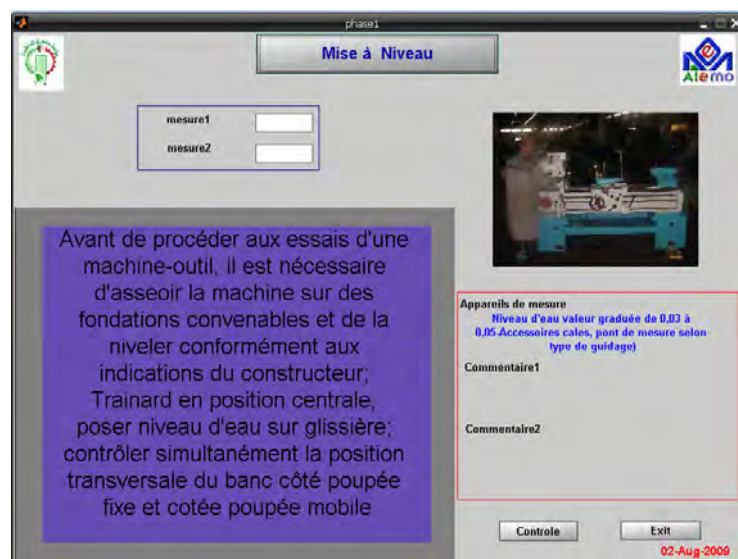 phase1
Mise à Niveau
Alemo
mesure1
mesure2
Avant de procéder aux essais d'une
machine-outil, il est nécessaire
d'asseoir la machine sur des
fondations convenables et de la
niveler conformément aux
indications du constructeur;
Trainard en position centrale,
poser niveau d'eau sur glissière;
contrôler simultanément la position
transversale du banc côté poupée
fixe et cotée poupée mobile
Appareils de mesure
Niveau d'eau valeur graduée de 0,03 à
0,05-Accessoires cales, pont de mesure selon
type de guidage)
Commentaire1
Commentaire2
Controle
Exit
02-Aug-2009